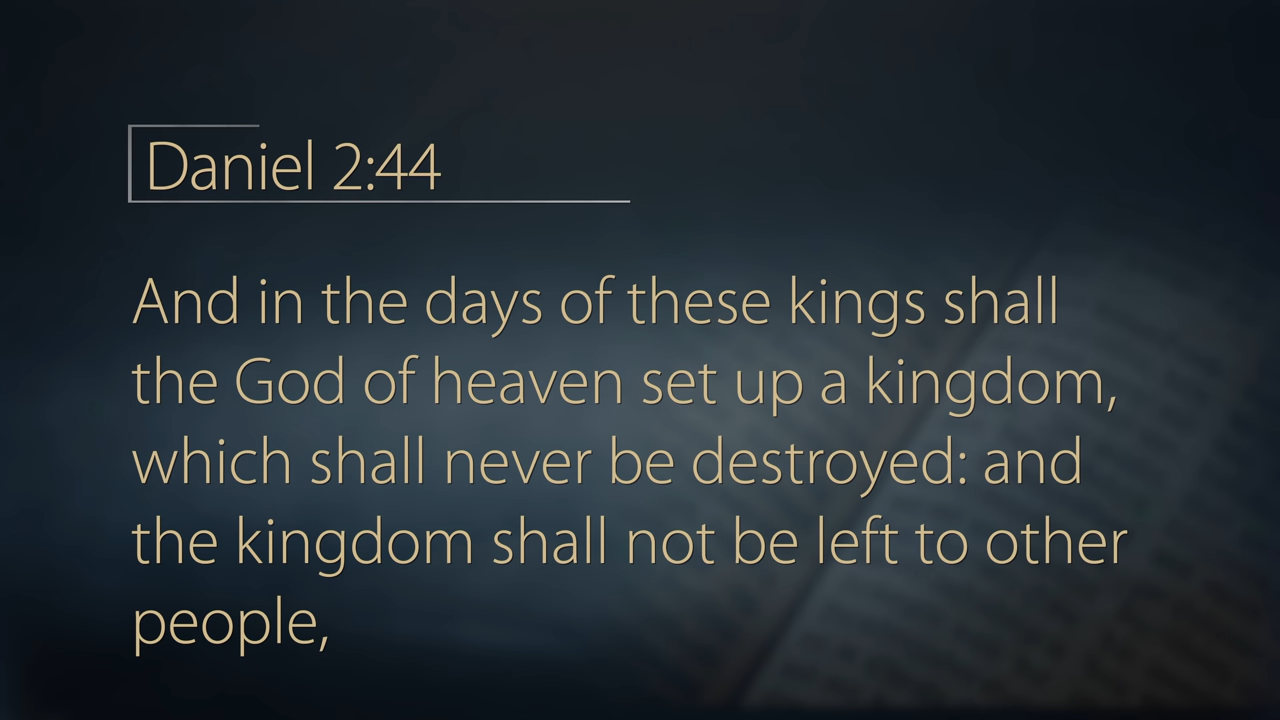 Daniel 2:44
And in the days of these kings shall
the God of heaven set up a kingdom,
which shall never be destroyed: and
the kingdom shall not be left to other
people,